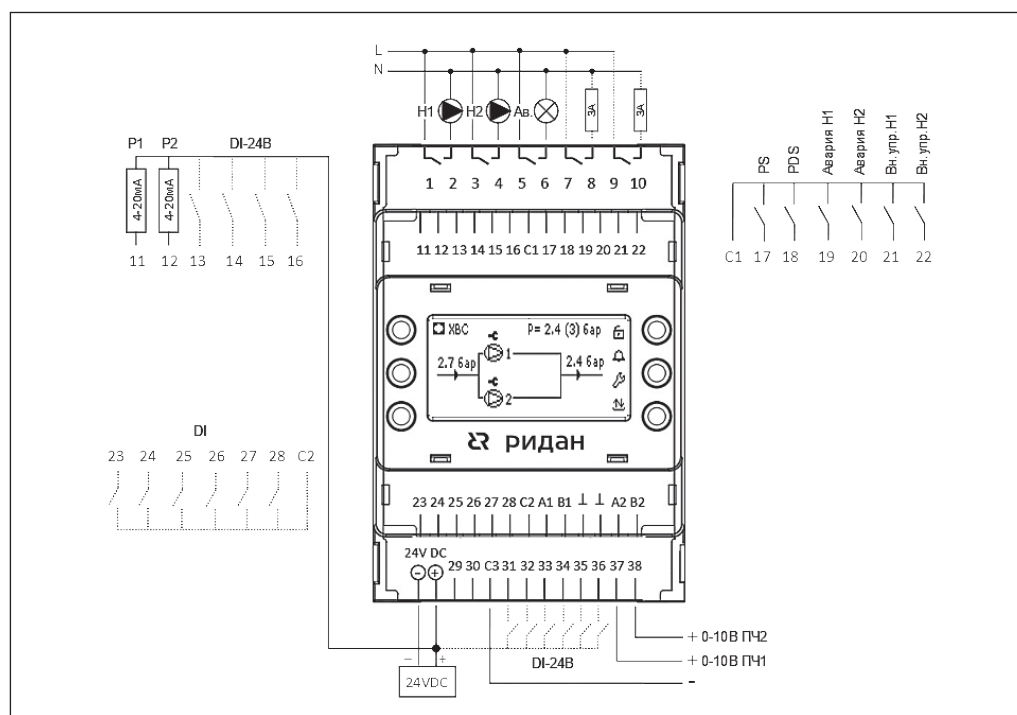 L
N
Н1 Н2 Ав. 3А 3А
P1 P2 DI-24В
4-20мА 4-20мА
11 12 13 14 15 16
1 2 3 4 5 6 7 8 9 10
PS PDS Авария Н1 Авария Н2 Вн.упр.Н1 Вн.упр.Н2
C1 17 18 19 20 21 22
11 12 13 14 15 16 C1 17 18 19 20 21 22
ХВС P= 2.4 (3) бар
1
2.7 бар 2.4 бар
2
ридан
DI
23 24 25 26 27 28 C2
23 24 25 26 27 28 C2 A1 B1 ⊥ ⊥ A2 B2
24V DC
− +
29 30 C3 31 32 33 34 35 36 37 38
− +
24VDC
DI-24В
+ 0-10В ПЧ2
+ 0-10В ПЧ1
-